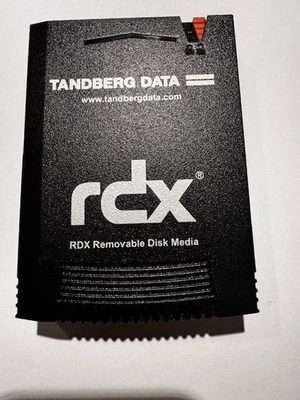 TANDBERG DATA
www.tandbergdata.com
rdx®
RDX Removable Disk Media